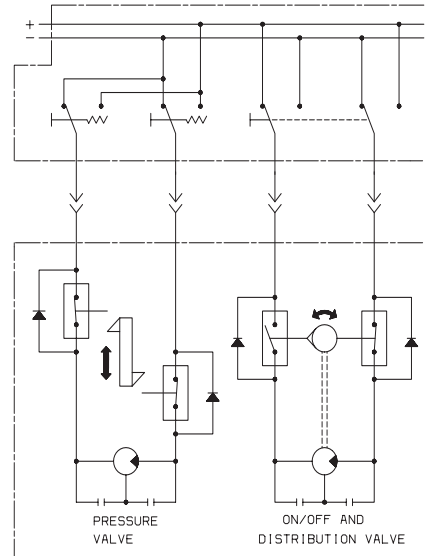 +
−
PRESSURE
VALVE
ON/OFF AND
DISTRIBUTION VALVE